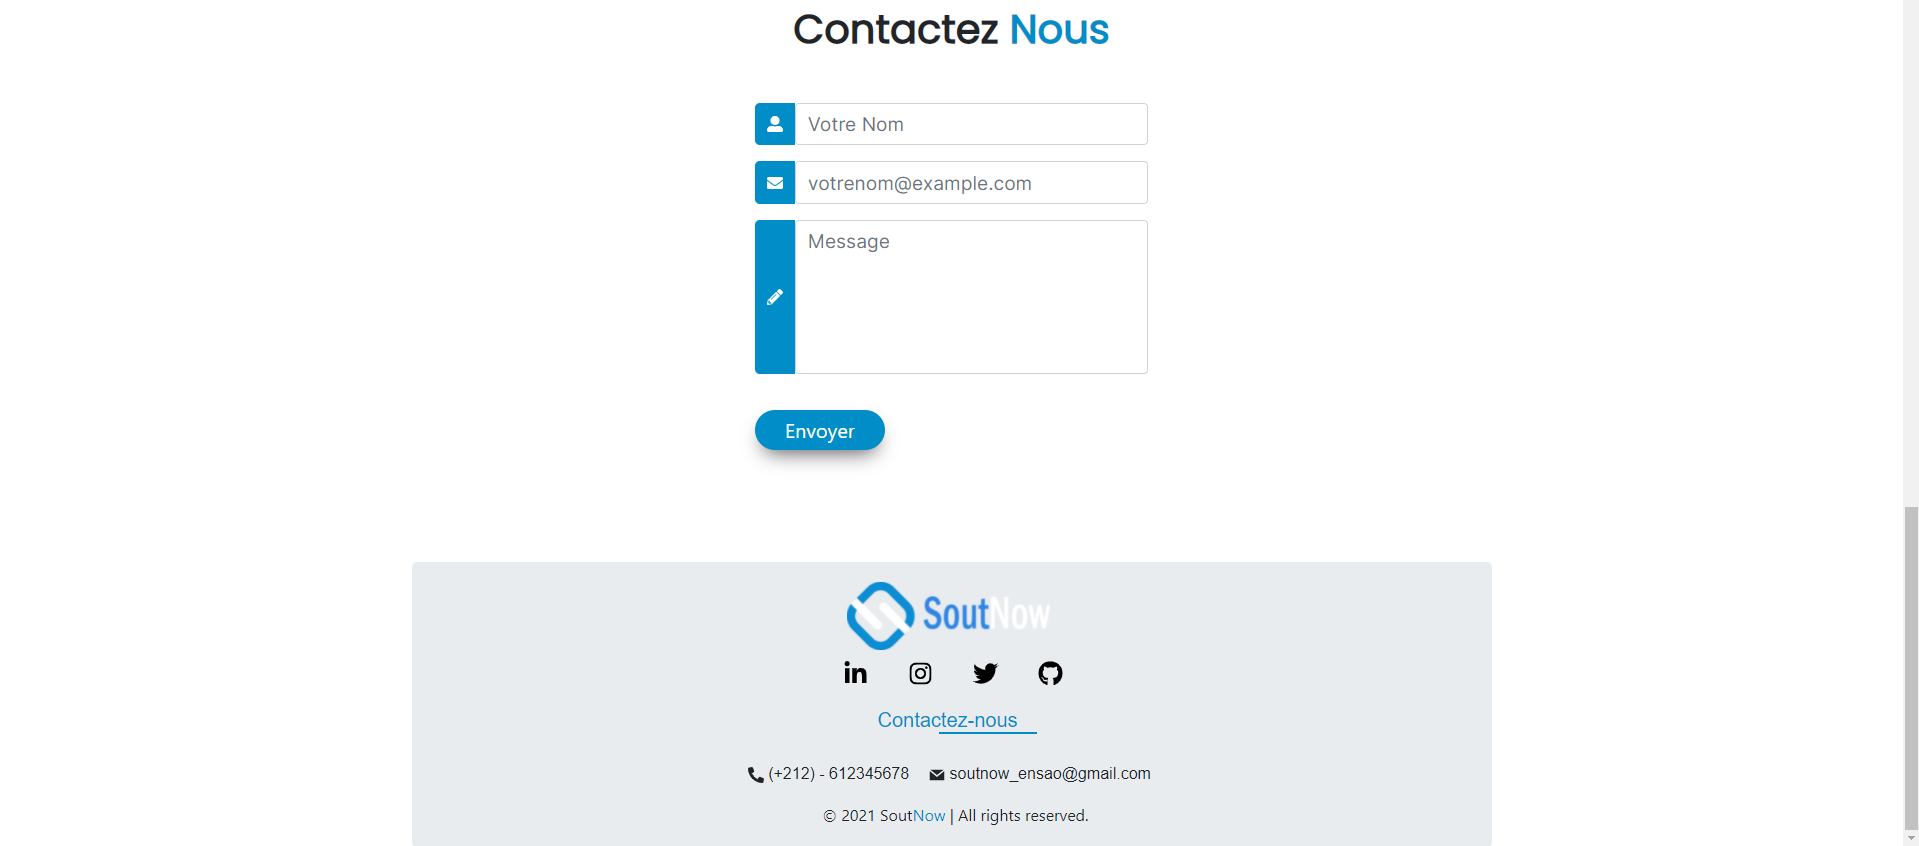 Contactez Nous
Votre Nom
votrenom@example.com
Message
Envoyer
SoutNow
Contactez-nous
(+212) - 612345678 soutnow_ensao@gmail.com
© 2021 SoutNow | All rights reserved.